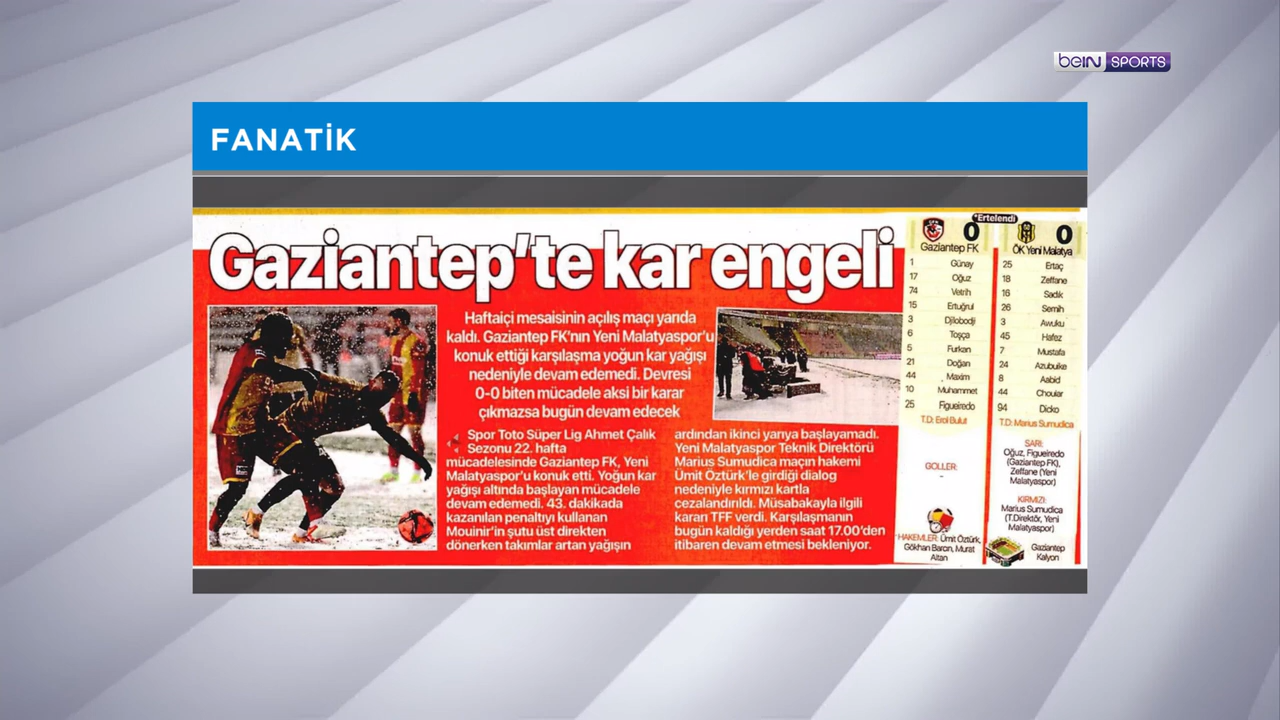 beIN SPORTS
FANATİK
Gaziantep'te kar engeli
Haftaiçi mesaisinin açılış maçı yarıda
kaldı. Gaziantep FK'nın Yeni Malatyaspor'u
konuk ettiği karşılaşma yoğun kar yağışı
nedeniyle devam edemedi. Devresi
0-0 biten mücadele aksi bir karar
çıkmazsa bugün devam edecek
Spor Toto Süper Lig Ahmet Çalık
Sezonu 22. hafta
mücadelesinde Gaziantep FK, Yeni
Malatyaspor'u konuk etti. Yoğun kar
yağışı altında başlayan mücadele
devam edemedi. 43. dakikada
kazanılan penaltıyı kullanan
Mouinir'in şutu üst direkten
dönerken takımlar artan yağışın
ardından ikinci yarıya başlayamadı.
Yeni Malatyaspor Teknik Direktörü
Marius Sumudica maçın hakemi
Ümit Öztürk'le girdiği dialog
nedeniyle kırmızı kartla
cezalandırıldı. Müsabakayla ilgili
kararı TFF verdi. Karşılaşmanın
bugün kaldığı yerden saat 17.00'den
itibaren devam etmesi bekleniyor.
*Ertelendi
0
Gaziantep FK
1 Günay
17 Oğuz
74 Vetrih
15 Ertuğrul
3 Djilobodji
6 Tosça
5 Furkan
21 Doğan
44 Maxim
10 Muhammet
25 Figueiredo
T.D: Erol Bulut
GOLLER:
-
HAKEMLER: Ümit Öztürk,
Gökhan Barcın, Murat
Altan
0
ÖK Yeni Malatya
25 Ertaç
18 Zeffane
16 Sadık
26 Semih
3 Awuku
45 Hafez
7 Mustafa
24 Azubuike
8 Aabid
44 Chouiar
94 Dicko
T.D: Marius Sumudica
SARI:
Oğuz, Figueiredo
(Gaziantep FK),
Zeffane (Yeni
Malatyaspor)
KIRMIZI:
Marius Sumudica
(T.Direktör, Yeni
Malatyaspor)
Gaziantep
Kalyon